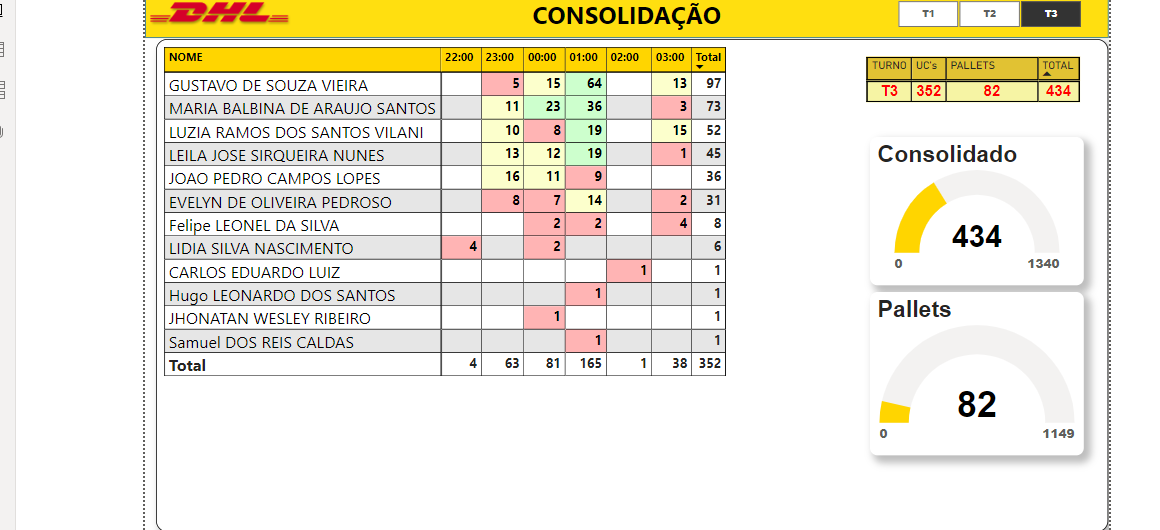 DHL
CONSOLIDAÇÃO
T1 T2 T3
NOME 22:00 23:00 00:00 01:00 02:00 03:00 Total
GUSTAVO DE SOUZA VIEIRA 5 15 64 13 97
MARIA BALBINA DE ARAUJO SANTOS 11 23 36 3 73
LUZIA RAMOS DOS SANTOS VILANI 10 8 19 15 52
LEILA JOSE SIRQUEIRA NUNES 13 12 19 1 45
JOAO PEDRO CAMPOS LOPES 16 11 9 36
EVELYN DE OLIVEIRA PEDROSO 8 7 14 2 31
Felipe LEONEL DA SILVA 2 2 4 8
LIDIA SILVA NASCIMENTO 4 2 6
CARLOS EDUARDO LUIZ 1 1
Hugo LEONARDO DOS SANTOS 1 1
JHONATAN WESLEY RIBEIRO 1 1
Samuel DOS REIS CALDAS 1 1
Total 4 63 81 165 1 38 352
TURNO UC's PALLETS TOTAL
T3 352 82 434
Consolidado
434
0 1340
Pallets
82
0 1149